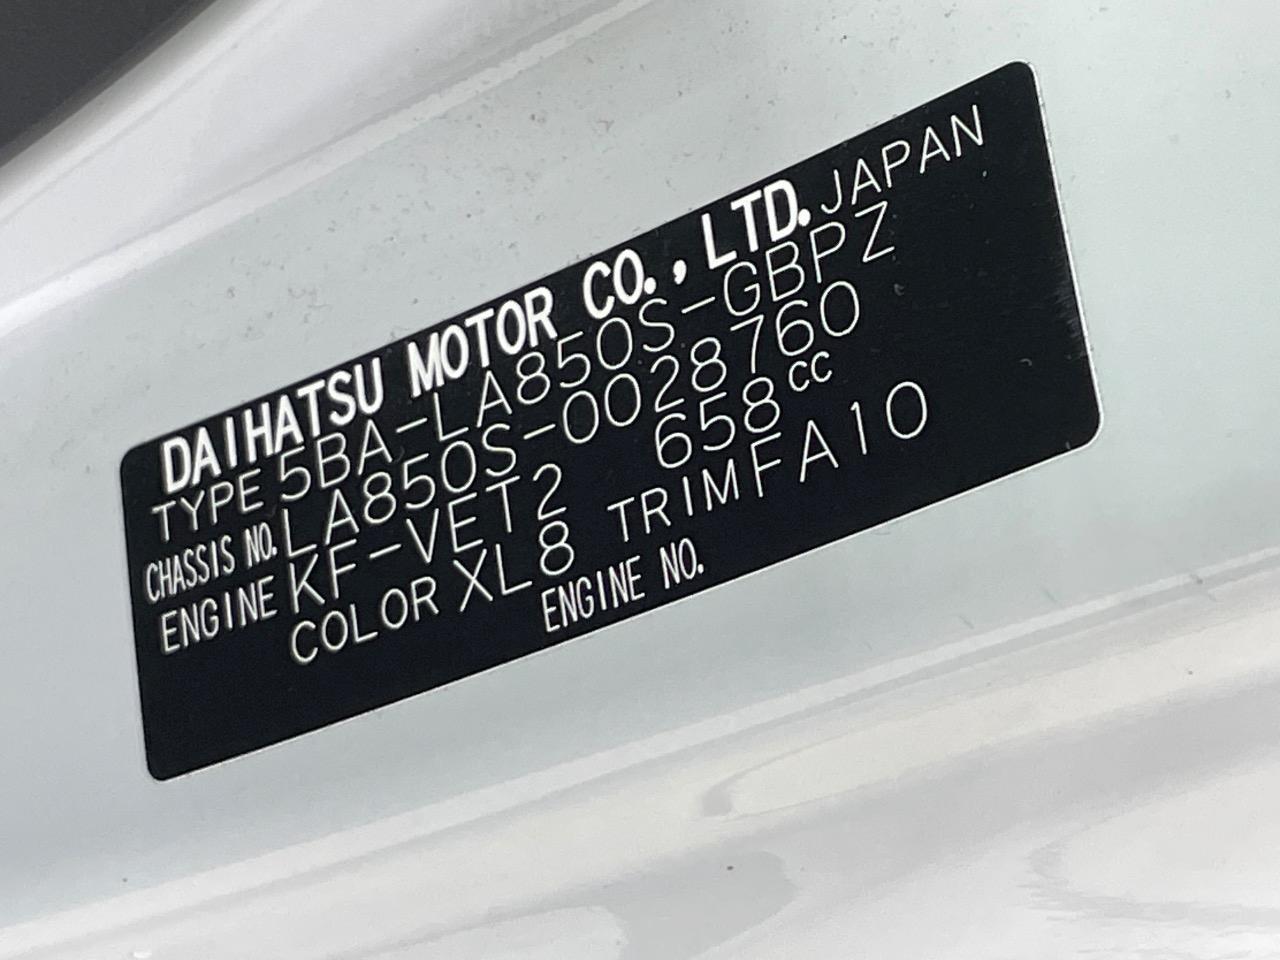 DAIHATSU MOTOR CO., LTD. JAPAN
TYPE 5BA-LA850S-GBPZ
CHASSIS NO. LA850S-0028760
ENGINE KF-VET2 658cc
COLOR XL8 TRIM FA10
ENGINE NO.